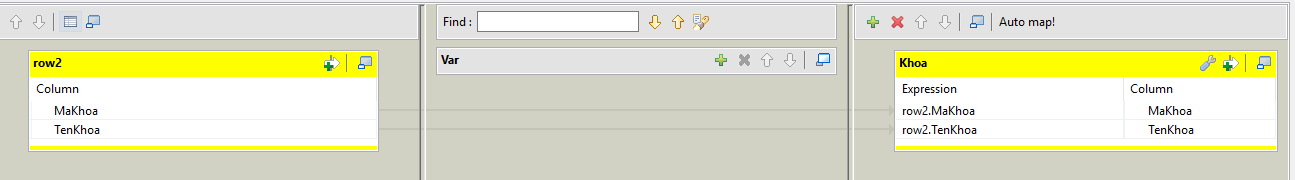 Find :
Auto map!
row2
Var
Khoa
Column
Expression Column
MaKhoa
row2.MaKhoa MaKhoa
TenKhoa
row2.TenKhoa TenKhoa